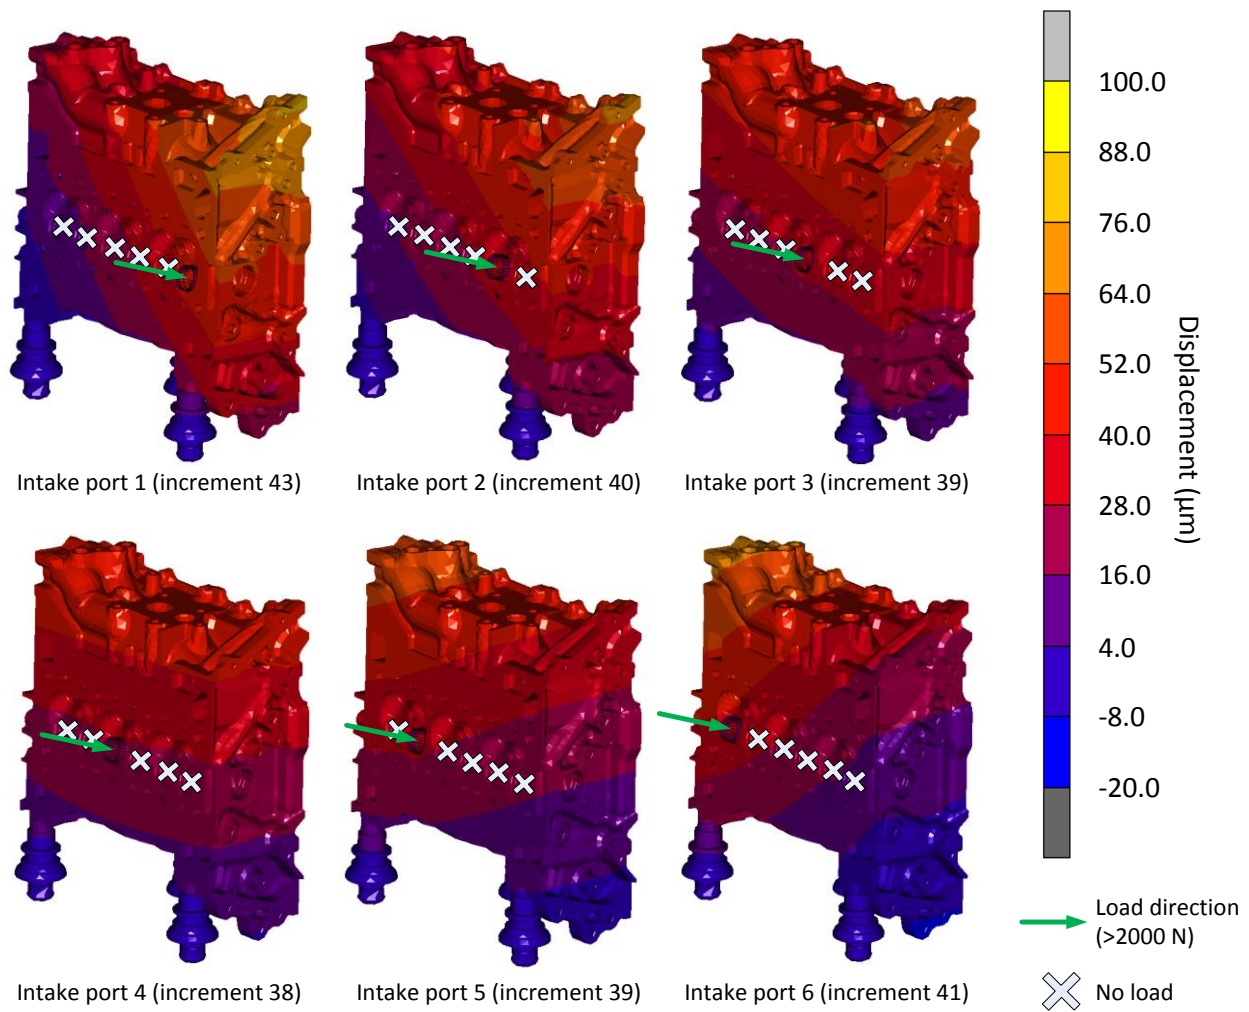 Intake port 1 (increment 43)
Intake port 2 (increment 40)
Intake port 3 (increment 39)
Intake port 4 (increment 38)
Intake port 5 (increment 39)
Intake port 6 (increment 41)
100.0
88.0
76.0
64.0
52.0
40.0
28.0
16.0
4.0
-8.0
-20.0
Displacement (µm)
Load direction
(>2000 N)
No load